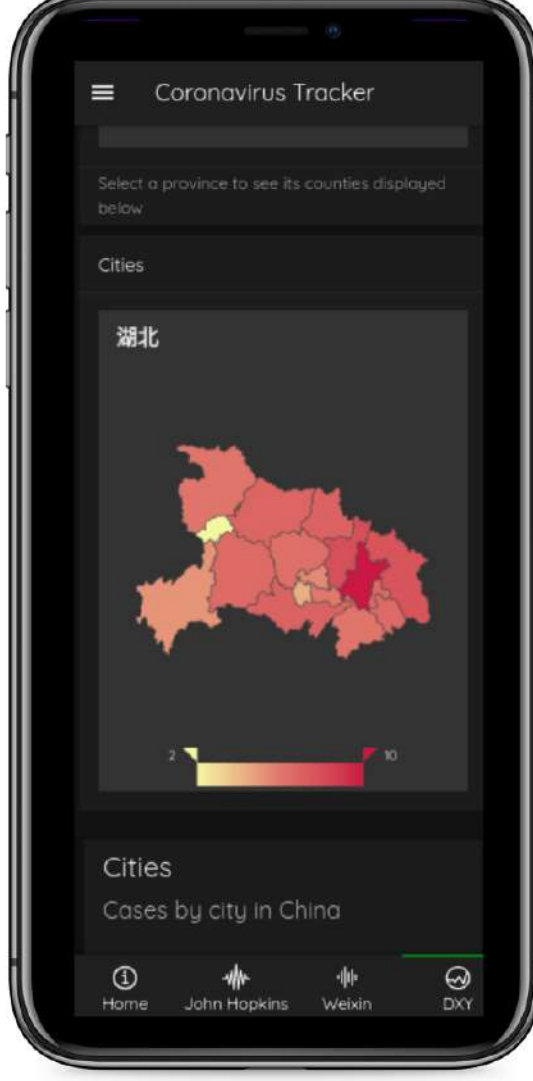 Coronavirus Tracker
Select a province to see its counties displayed
below
Cities
湖北
2
10
Cities
Cases by city in China
Home
John Hopkins
Weixin
DXY